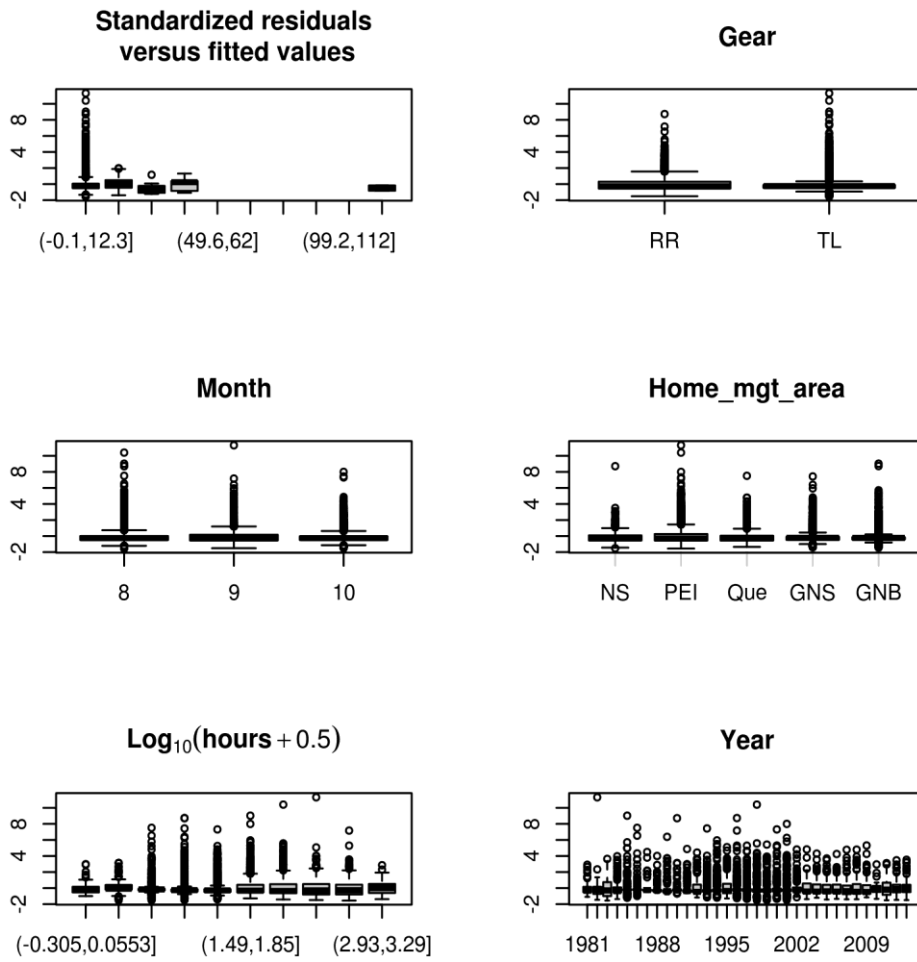 Standardized residuals
versus fitted values
8
4
-2
(-0.1,12.3] (49.6,62] (99.2,112]
Gear
8
4
-2
RR TL
Month
8
4
-2
8 9 10
Home_mgt_area
8
4
-2
NS PEI Que GNS GNB
Log₁₀(hours + 0.5)
8
4
-2
(-0.305,0.0553] (1.49,1.85] (2.93,3.29]
Year
8
4
-2
1981 1988 1995 2002 2009